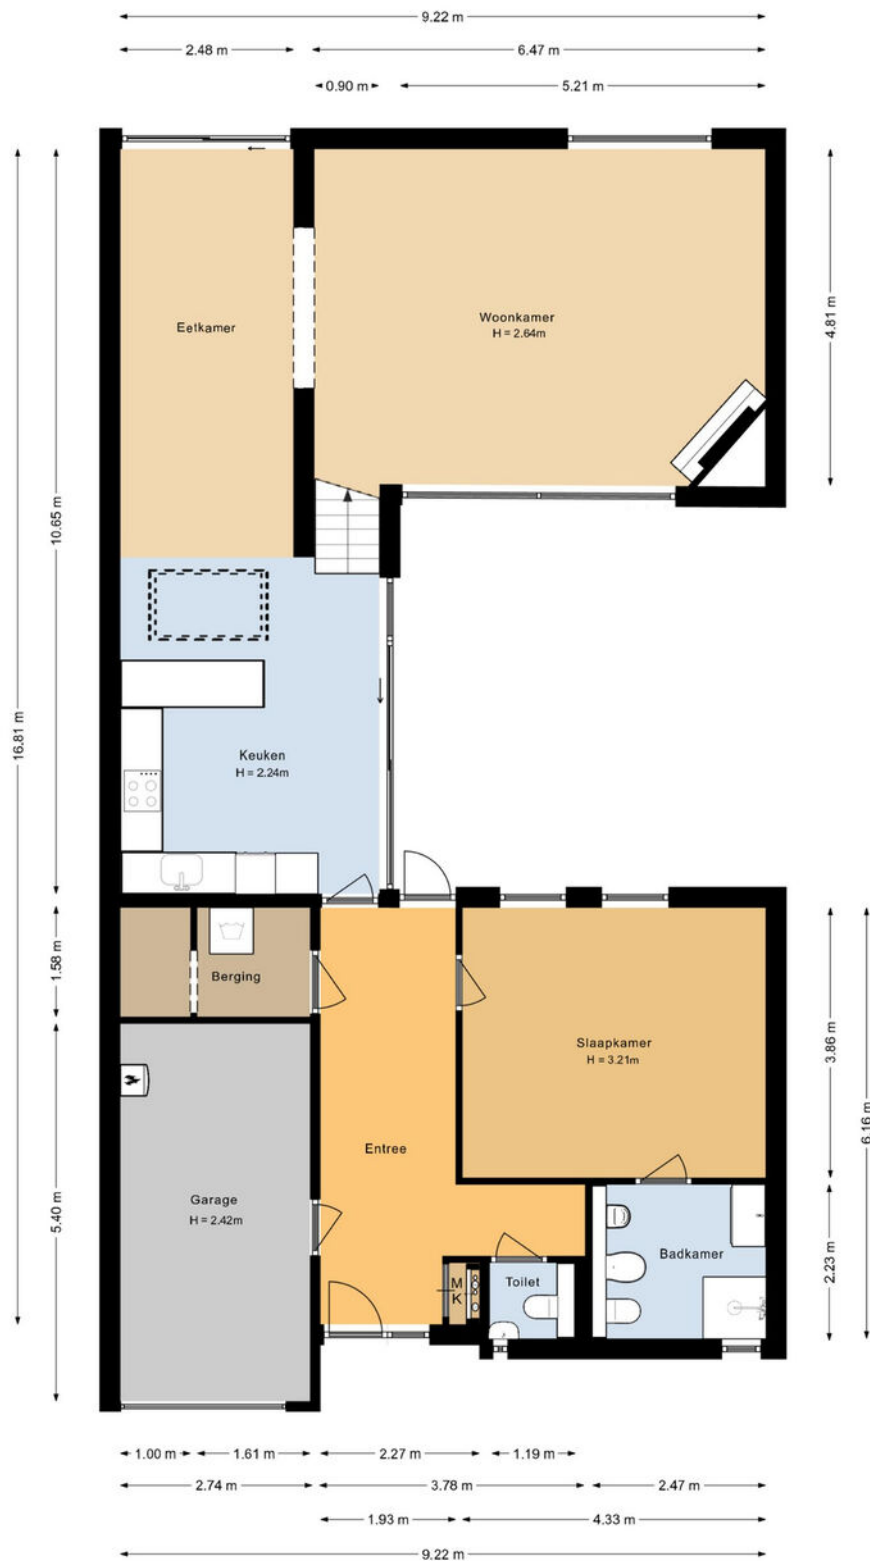 9.22 m
2.48 m
6.47 m
0.90 m
5.21 m
Eetkamer
Woonkamer
H = 2.64m
4.81 m
10.65 m
16.81 m
Keuken
H = 2.24m
1.58 m
Berging
Slaapkamer
H = 3.21m
3.86 m
6.16 m
Entree
Garage
H = 2.42m
5.40 m
Badkamer
2.23 m
Toilet
M
K
1.00 m
1.61 m
2.27 m
1.19 m
2.74 m
3.78 m
2.47 m
1.93 m
4.33 m
9.22 m